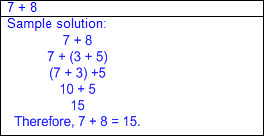 7 + 8
Sample solution:
7 + 8
7 + (3 + 5)
(7 + 3) +5
10 + 5
15
Therefore, 7 + 8 = 15.